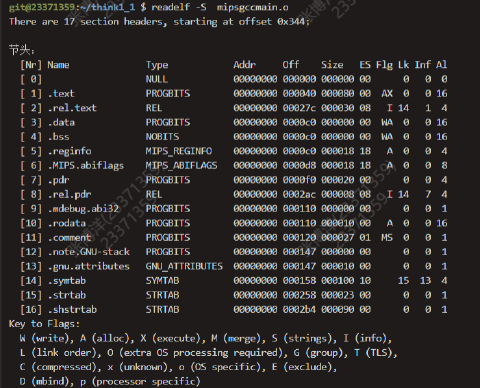 git@23371359:~/think1_1 $ readelf -S  mipsgccmain.o
There are 17 section headers, starting at offset 0x344:
节头：
[Nr] Name              Type            Addr     Off    Size   ES Flg Lk Inf Al
[ 0]                   NULL            00000000 000000 000000 00      0   0  0
[ 1] .text             PROGBITS        00000000 000040 000080 00  AX  0   0 16
[ 2] .rel.text         REL             00000000 00027c 000030 08   I 14   1  4
[ 3] .data             PROGBITS        00000000 0000c0 000000 00  WA  0   0 16
[ 4] .bss              NOBITS          00000000 0000c0 000000 00  WA  0   0 16
[ 5] .reginfo          MIPS_REGINFO    00000000 0000c0 000018 18   A  0   0  4
[ 6] .MIPS.abiflags    MIPS_ABIFLAGS   00000000 0000d8 000018 18   A  0   0  8
[ 7] .pdr              PROGBITS        00000000 0000f0 000020 00      0   0  4
[ 8] .rel.pdr          REL             00000000 0002ac 000008 08   I 14   7  4
[ 9] .mdebug.abi32     PROGBITS        00000000 000110 000000 00      0   0  1
[10] .rodata           PROGBITS        00000000 000110 000010 00   A  0   0 16
[11] .comment          PROGBITS        00000000 000120 000027 01  MS  0   0  1
[12] .note.GNU-stack   PROGBITS        00000000 000147 000000 00      0   0  1
[13] .gnu.attributes   GNU_ATTRIBUTES  00000000 000147 000010 00      0   0  1
[14] .symtab           SYMTAB          00000000 000158 000100 10     15  13  4
[15] .strtab           STRTAB          00000000 000258 000023 00      0   0  1
[16] .shstrtab         STRTAB          00000000 0002b4 000090 00      0   0  1
Key to Flags:
W (write), A (alloc), X (execute), M (merge), S (strings), I (info),
L (link order), O (extra OS processing required), G (group), T (TLS),
C (compressed), x (unknown), o (OS specific), E (exclude),
D (mbind), p (processor specific)